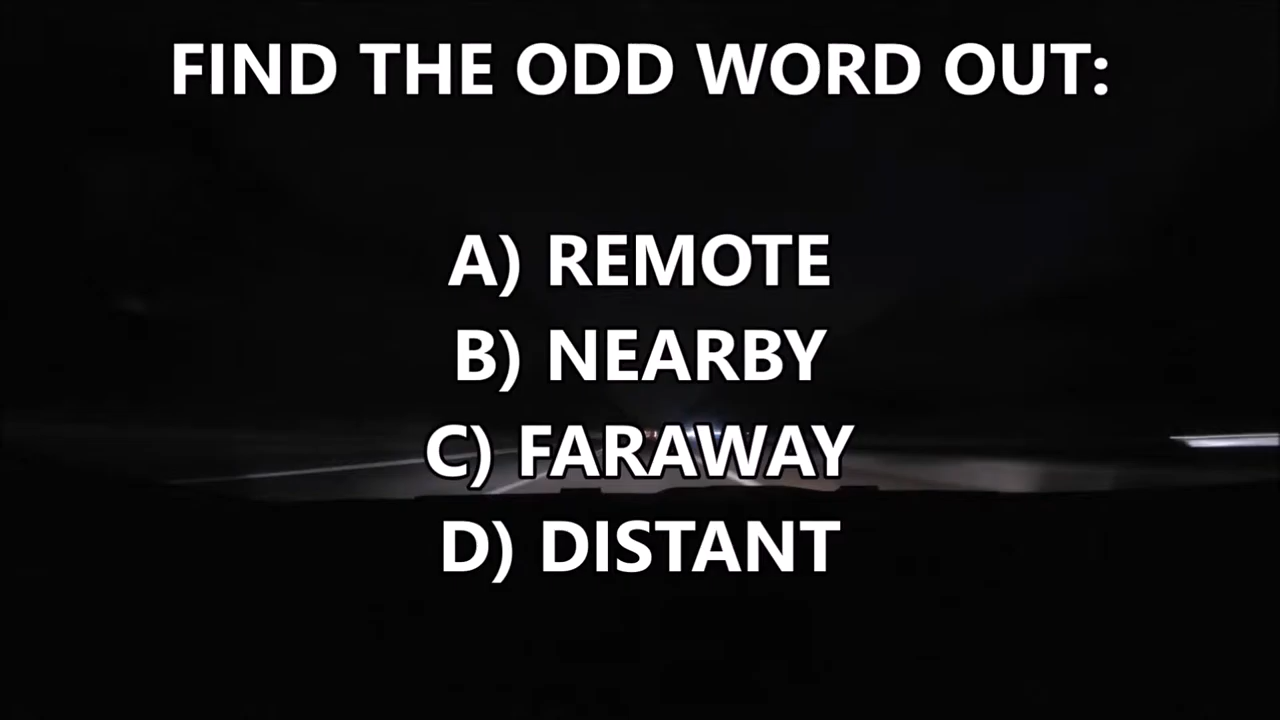 FIND THE ODD WORD OUT:
A) REMOTE
B) NEARBY
C) FARAWAY
D) DISTANT